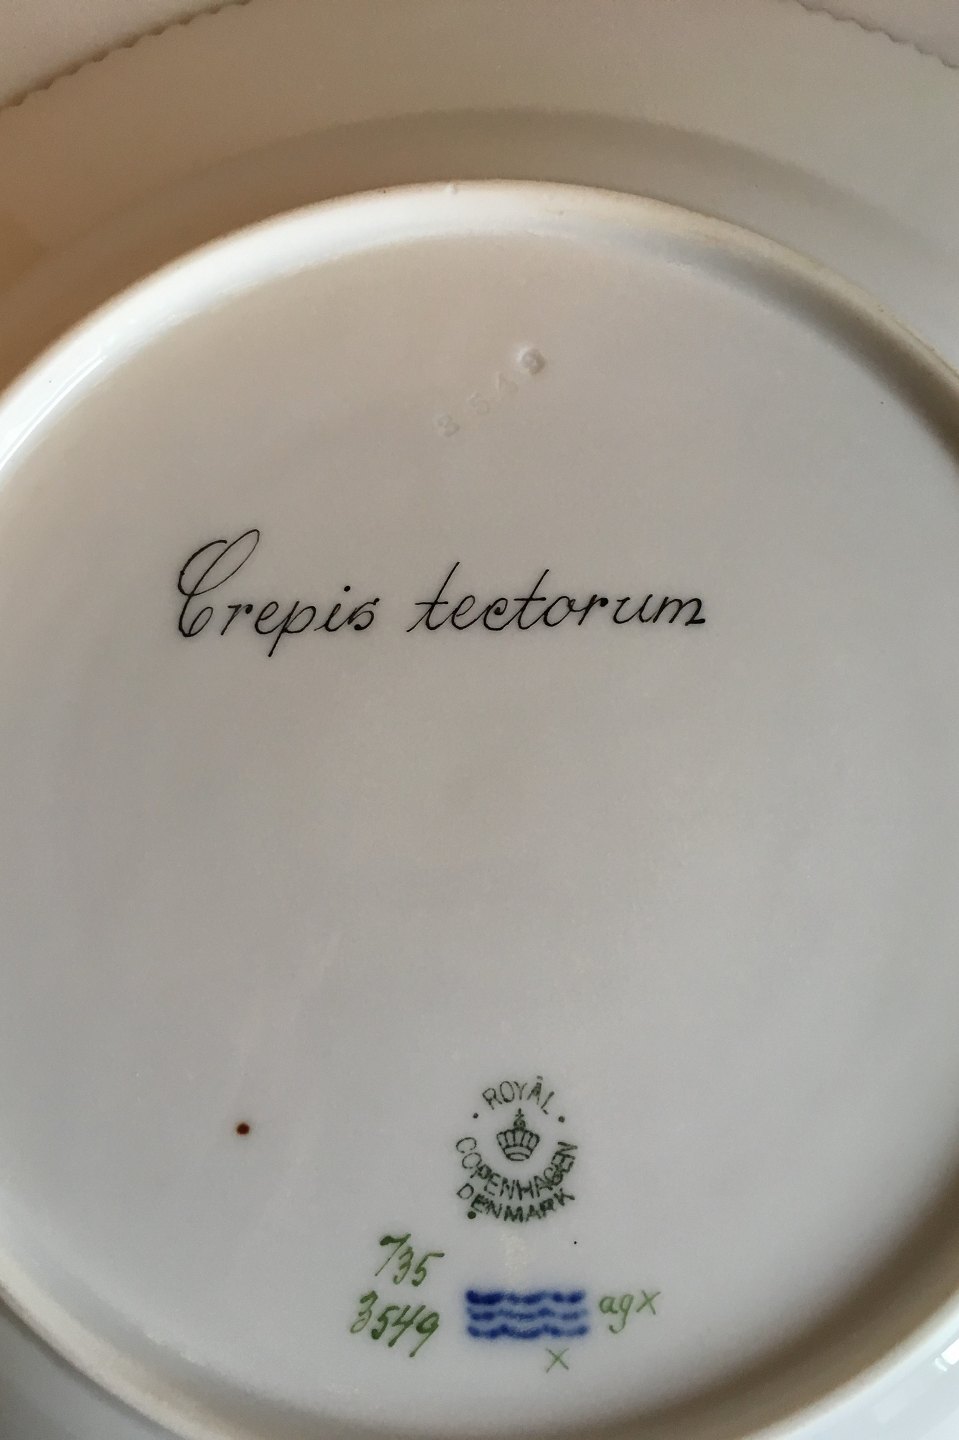 3549
Crepis tectorum
ROYAL
COPENHAGEN
DENMARK
735
3549
agx
x